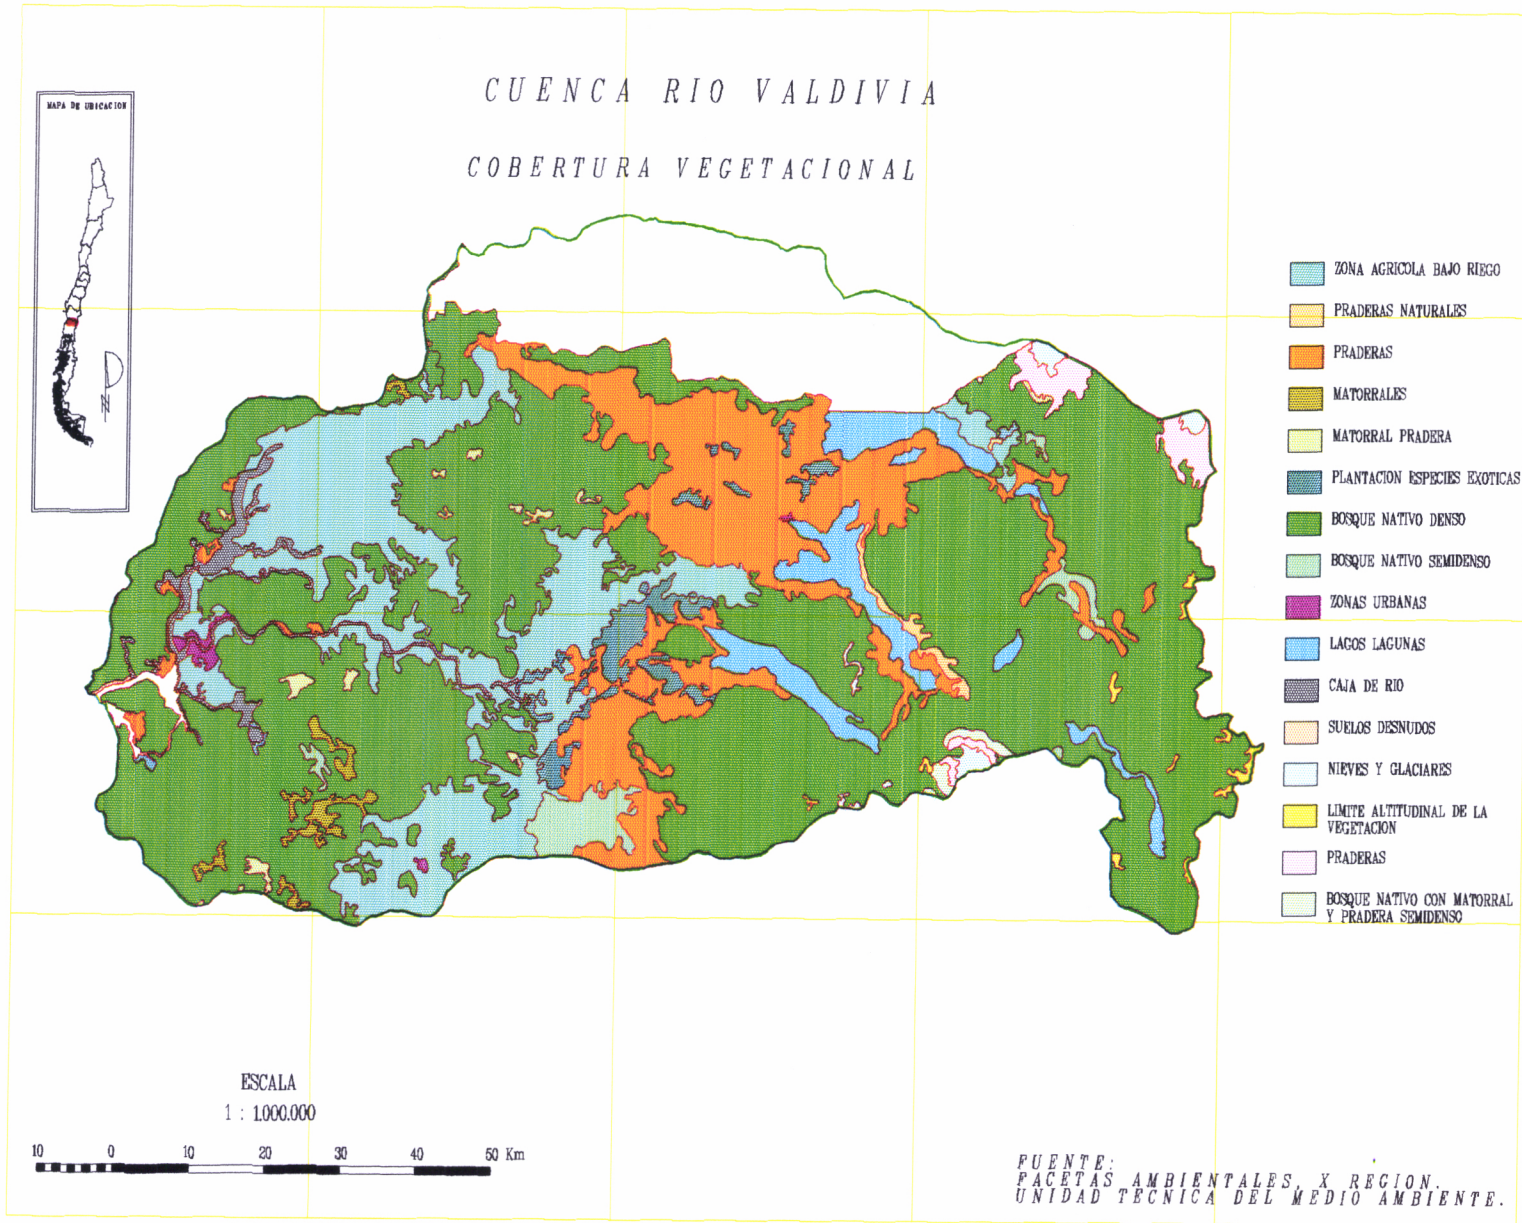 MAPA DE UBICACION
CUENCA RIO VALDIVIA
COBERTURA VEGETACIONAL
N
ZONA AGRICOLA BAJO RIEGO
PRADERAS NATURALES
PRADERAS
MATORRALES
MATORRAL PRADERA
PLANTACION ESPECIES EXOTICAS
BOSQUE NATIVO DENSO
BOSQUE NATIVO SEMIDENSO
ZONAS URBANAS
LAGOS LAGUNAS
CAJA DE RIO
SUELOS DESNUDOS
NIEVES Y GLACIARES
LIMITE ALTITUDINAL DE LA
VEGETACION
PRADERAS
BOSQUE NATIVO CON MATORRAL
Y PRADERA SEMIDENSO
ESCALA
1 : 1.000.000
10 0 10 20 30 40 50 Km
FUENTE:
FACETAS AMBIENTALES, X REGION.
UNIDAD TECNICA DEL MEDIO AMBIENTE.